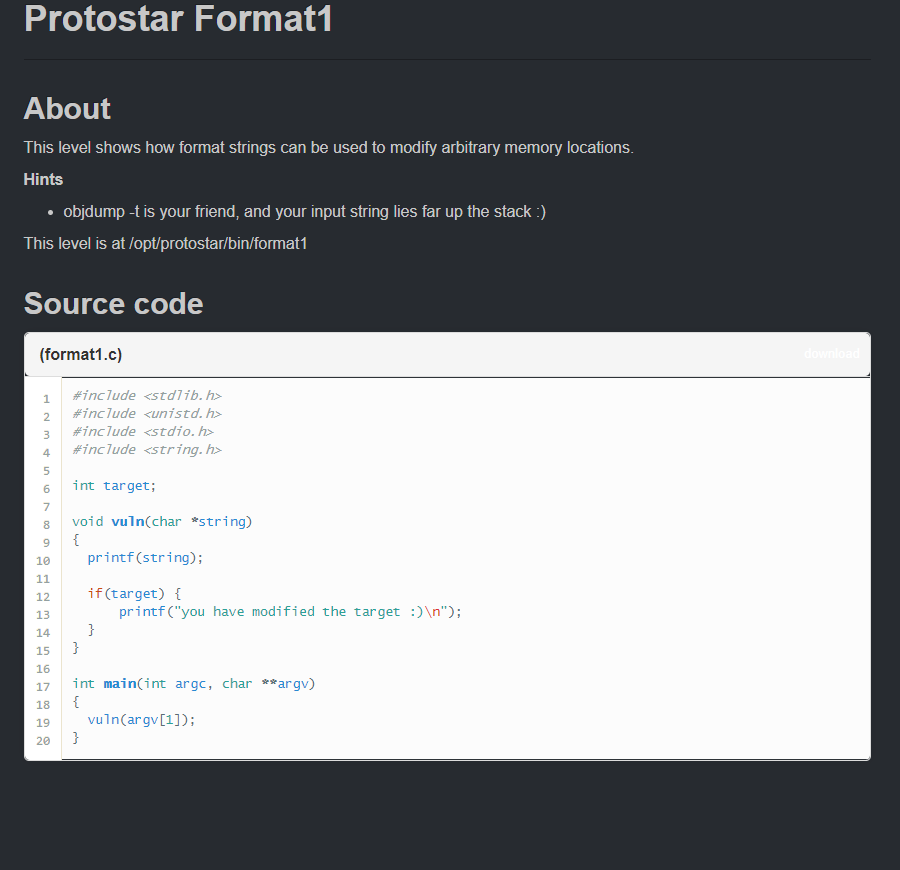 Protostar Format1
About
This level shows how format strings can be used to modify arbitrary memory locations.
Hints
• objdump -t is your friend, and your input string lies far up the stack :)
This level is at /opt/protostar/bin/format1
Source code
(format1.c) download
1 #include <stdlib.h>
2 #include <unistd.h>
3 #include <stdio.h>
4 #include <string.h>
5
6 int target;
7
8 void vuln(char *string)
9 {
10   printf(string);
11
12   if(target) {
13       printf("you have modified the target :)\n");
14   }
15 }
16
17 int main(int argc, char **argv)
18 {
19   vuln(argv[1]);
20 }